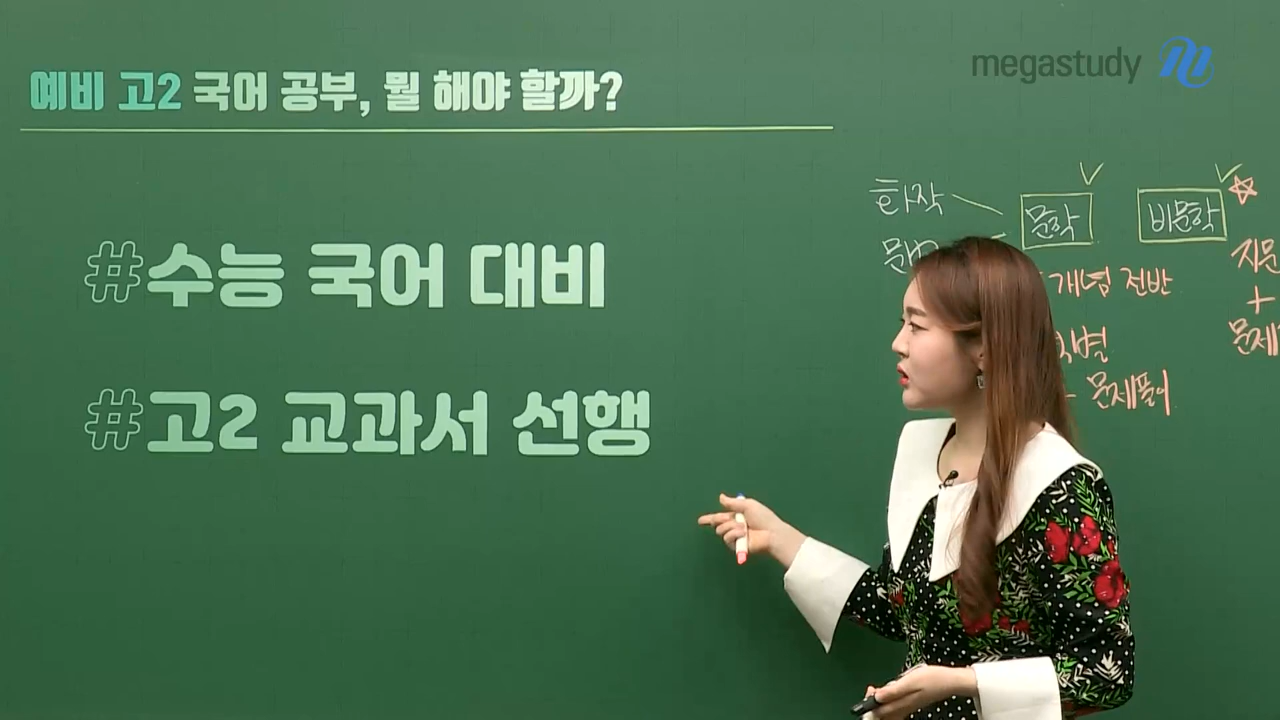 megastudy
예비 고2 국어 공부, 뭘 해야 할까?
#수능 국어 대비
#고2 교과서 선행
화작
문학
비문학
개념 전반
문제풀이
지문
+
문제